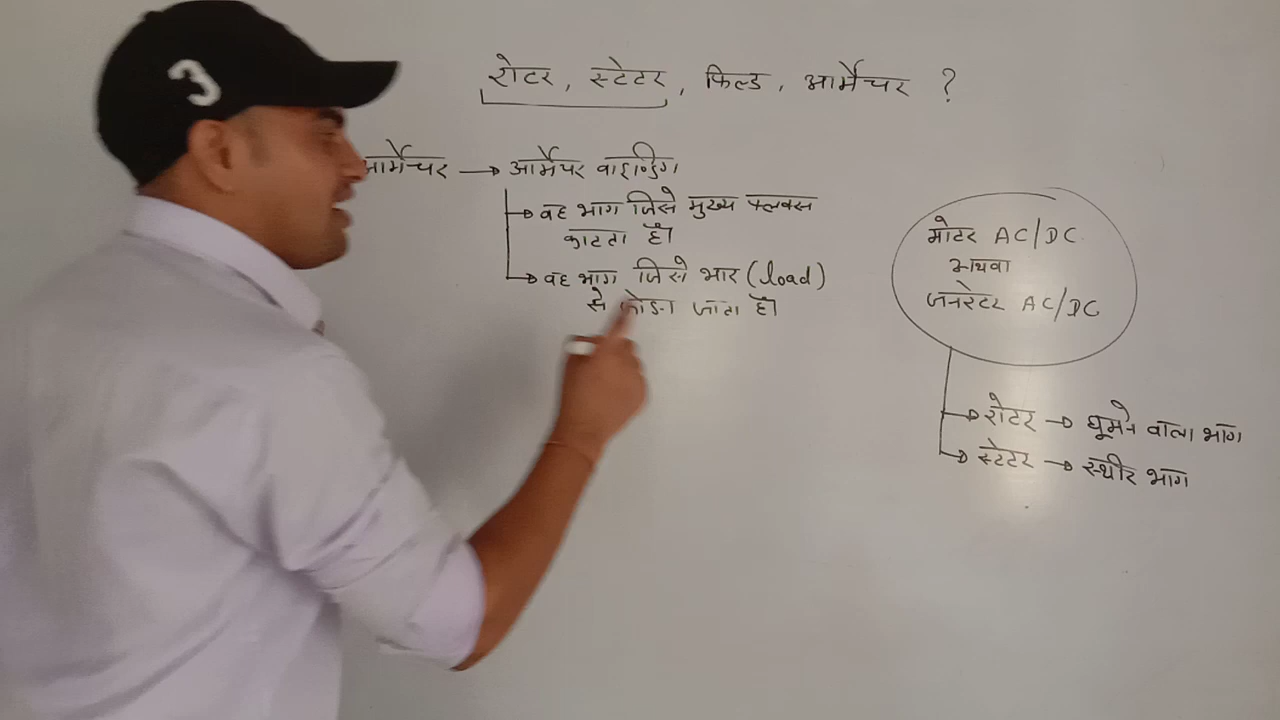 3
रोटर, स्टेटर, फिल्ड, आर्मेचर ?
आर्मेचर → आर्मेचर वाइण्डिंग
वह भाग जिसे मुख्य फ्लक्स
काटता है।
वह भाग जिसे भार (load)
से जोडा जाता है।
मोटर AC/DC
अथवा
जनरेटर AC/DC
रोटर → घूमने वाला भाग
स्टेटर → स्थीर भाग